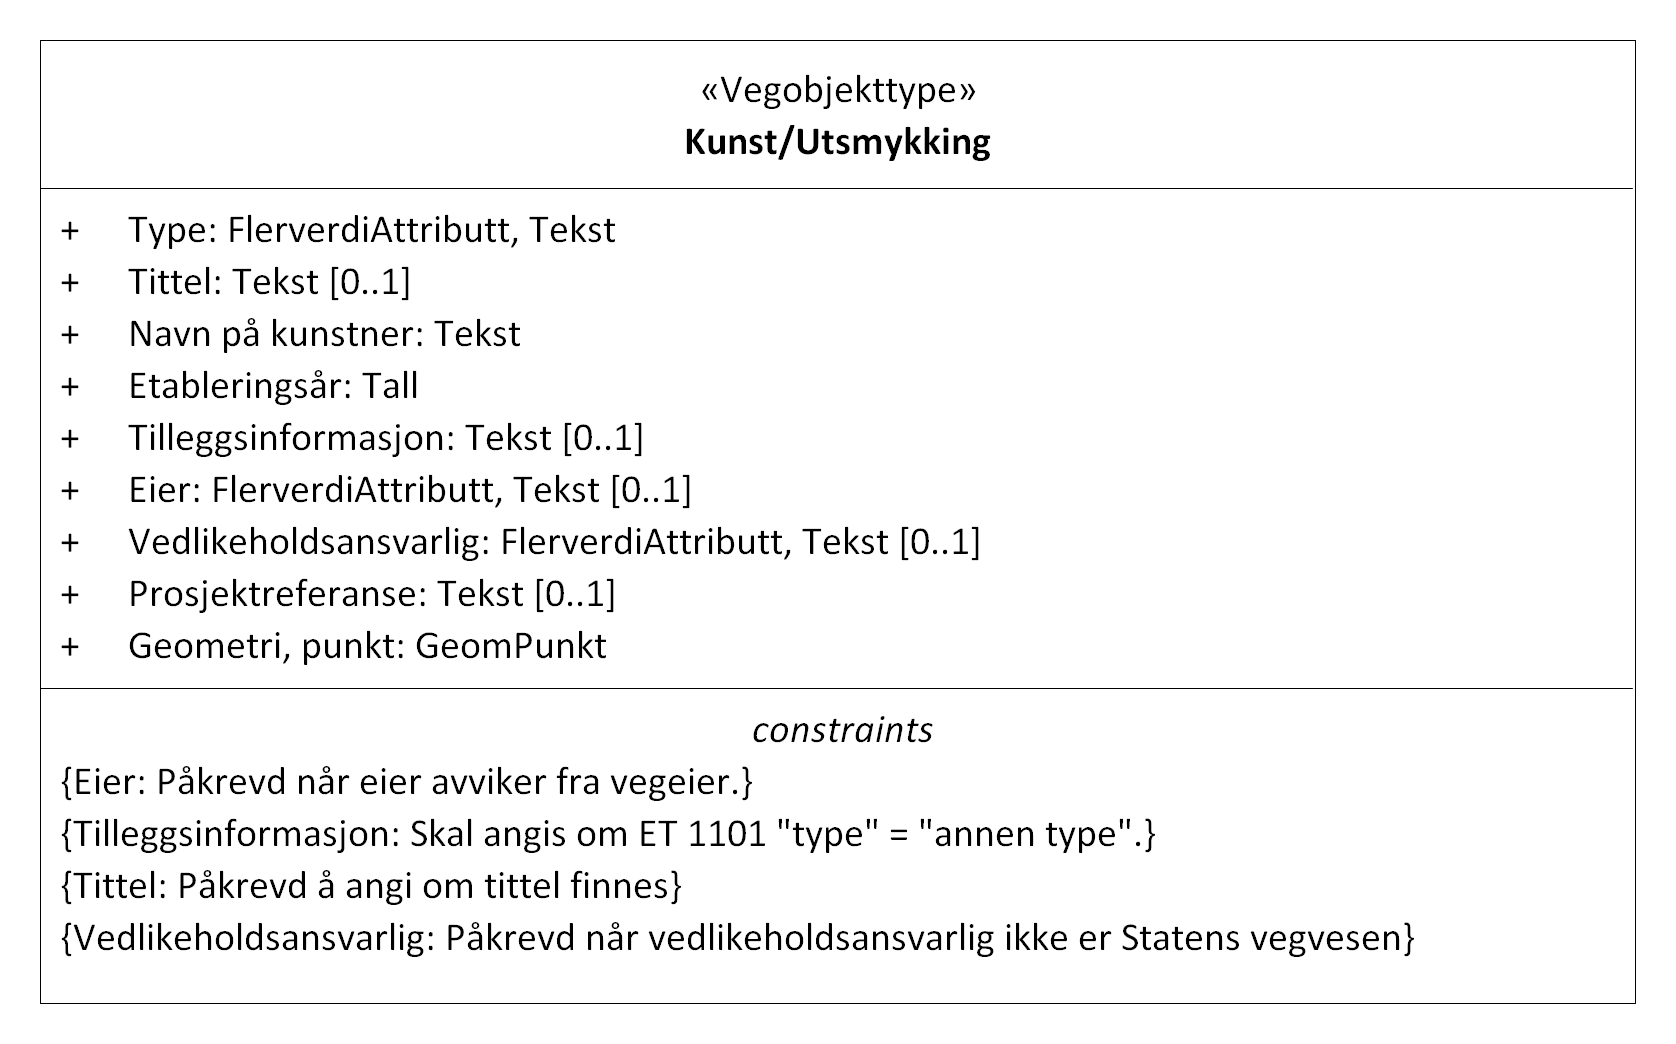 «Vegobjekttype»
Kunst/Utsmykking
+ Type: FlerverdiAttributt, Tekst
+ Tittel: Tekst [0..1]
+ Navn på kunstner: Tekst
+ Etableringsår: Tall
+ Tilleggsinformasjon: Tekst [0..1]
+ Eier: FlerverdiAttributt, Tekst [0..1]
+ Vedlikeholdsansvarlig: FlerverdiAttributt, Tekst [0..1]
+ Prosjektreferanse: Tekst [0..1]
+ Geometri, punkt: GeomPunkt
constraints
{Eier: Påkrevd når eier avviker fra vegeier.}
{Tilleggsinformasjon: Skal angis om ET 1101 "type" = "annen type".}
{Tittel: Påkrevd å angi om tittel finnes}
{Vedlikeholdsansvarlig: Påkrevd når vedlikeholdsansvarlig ikke er Statens vegvesen}